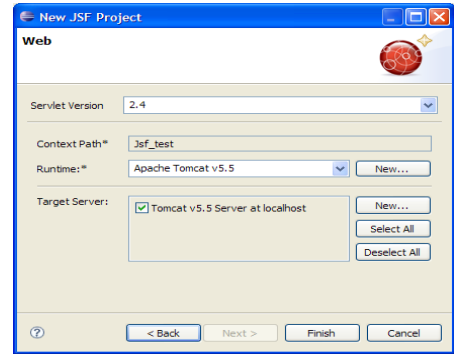 New JSF Project
Web
Servlet Version 2.4
Context Path* Jsf_test
Runtime:* Apache Tomcat v5.5 New...
Target Server: Tomcat v5.5 Server at localhost New...
Select All
Deselect All
? < Back Next > Finish Cancel